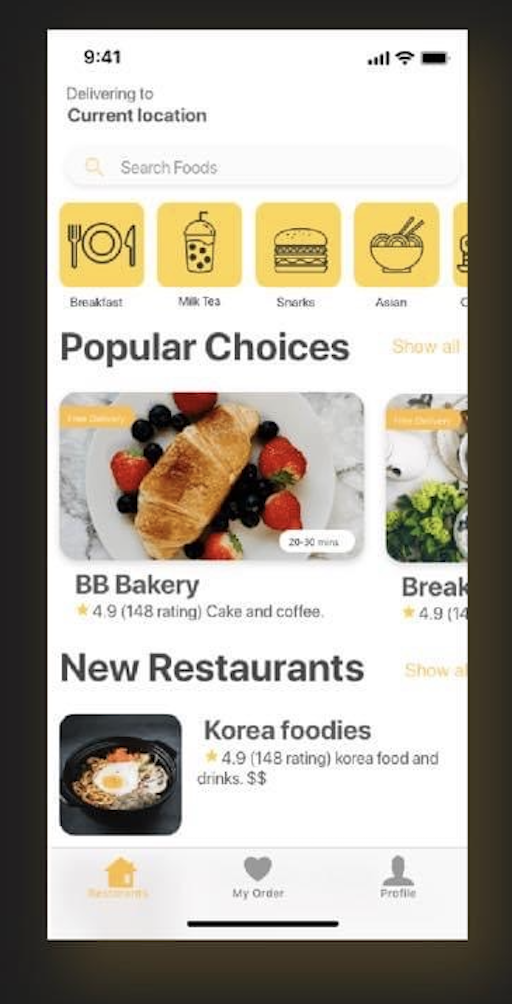 9:41
Delivering to
Current location
Search Foods
Breakfast
Milk Tea
Snarks
Asian
C
Popular Choices
Show all
Free Delivery
Free Delivery
20-30 mins
BB Bakery
Break
4.9 (148 rating) Cake and coffee.
4.9 (14
New Restaurants
Show al
Korea foodies
4.9 (148 rating) korea food and
drinks. $$
Restaurants
My Order
Profile